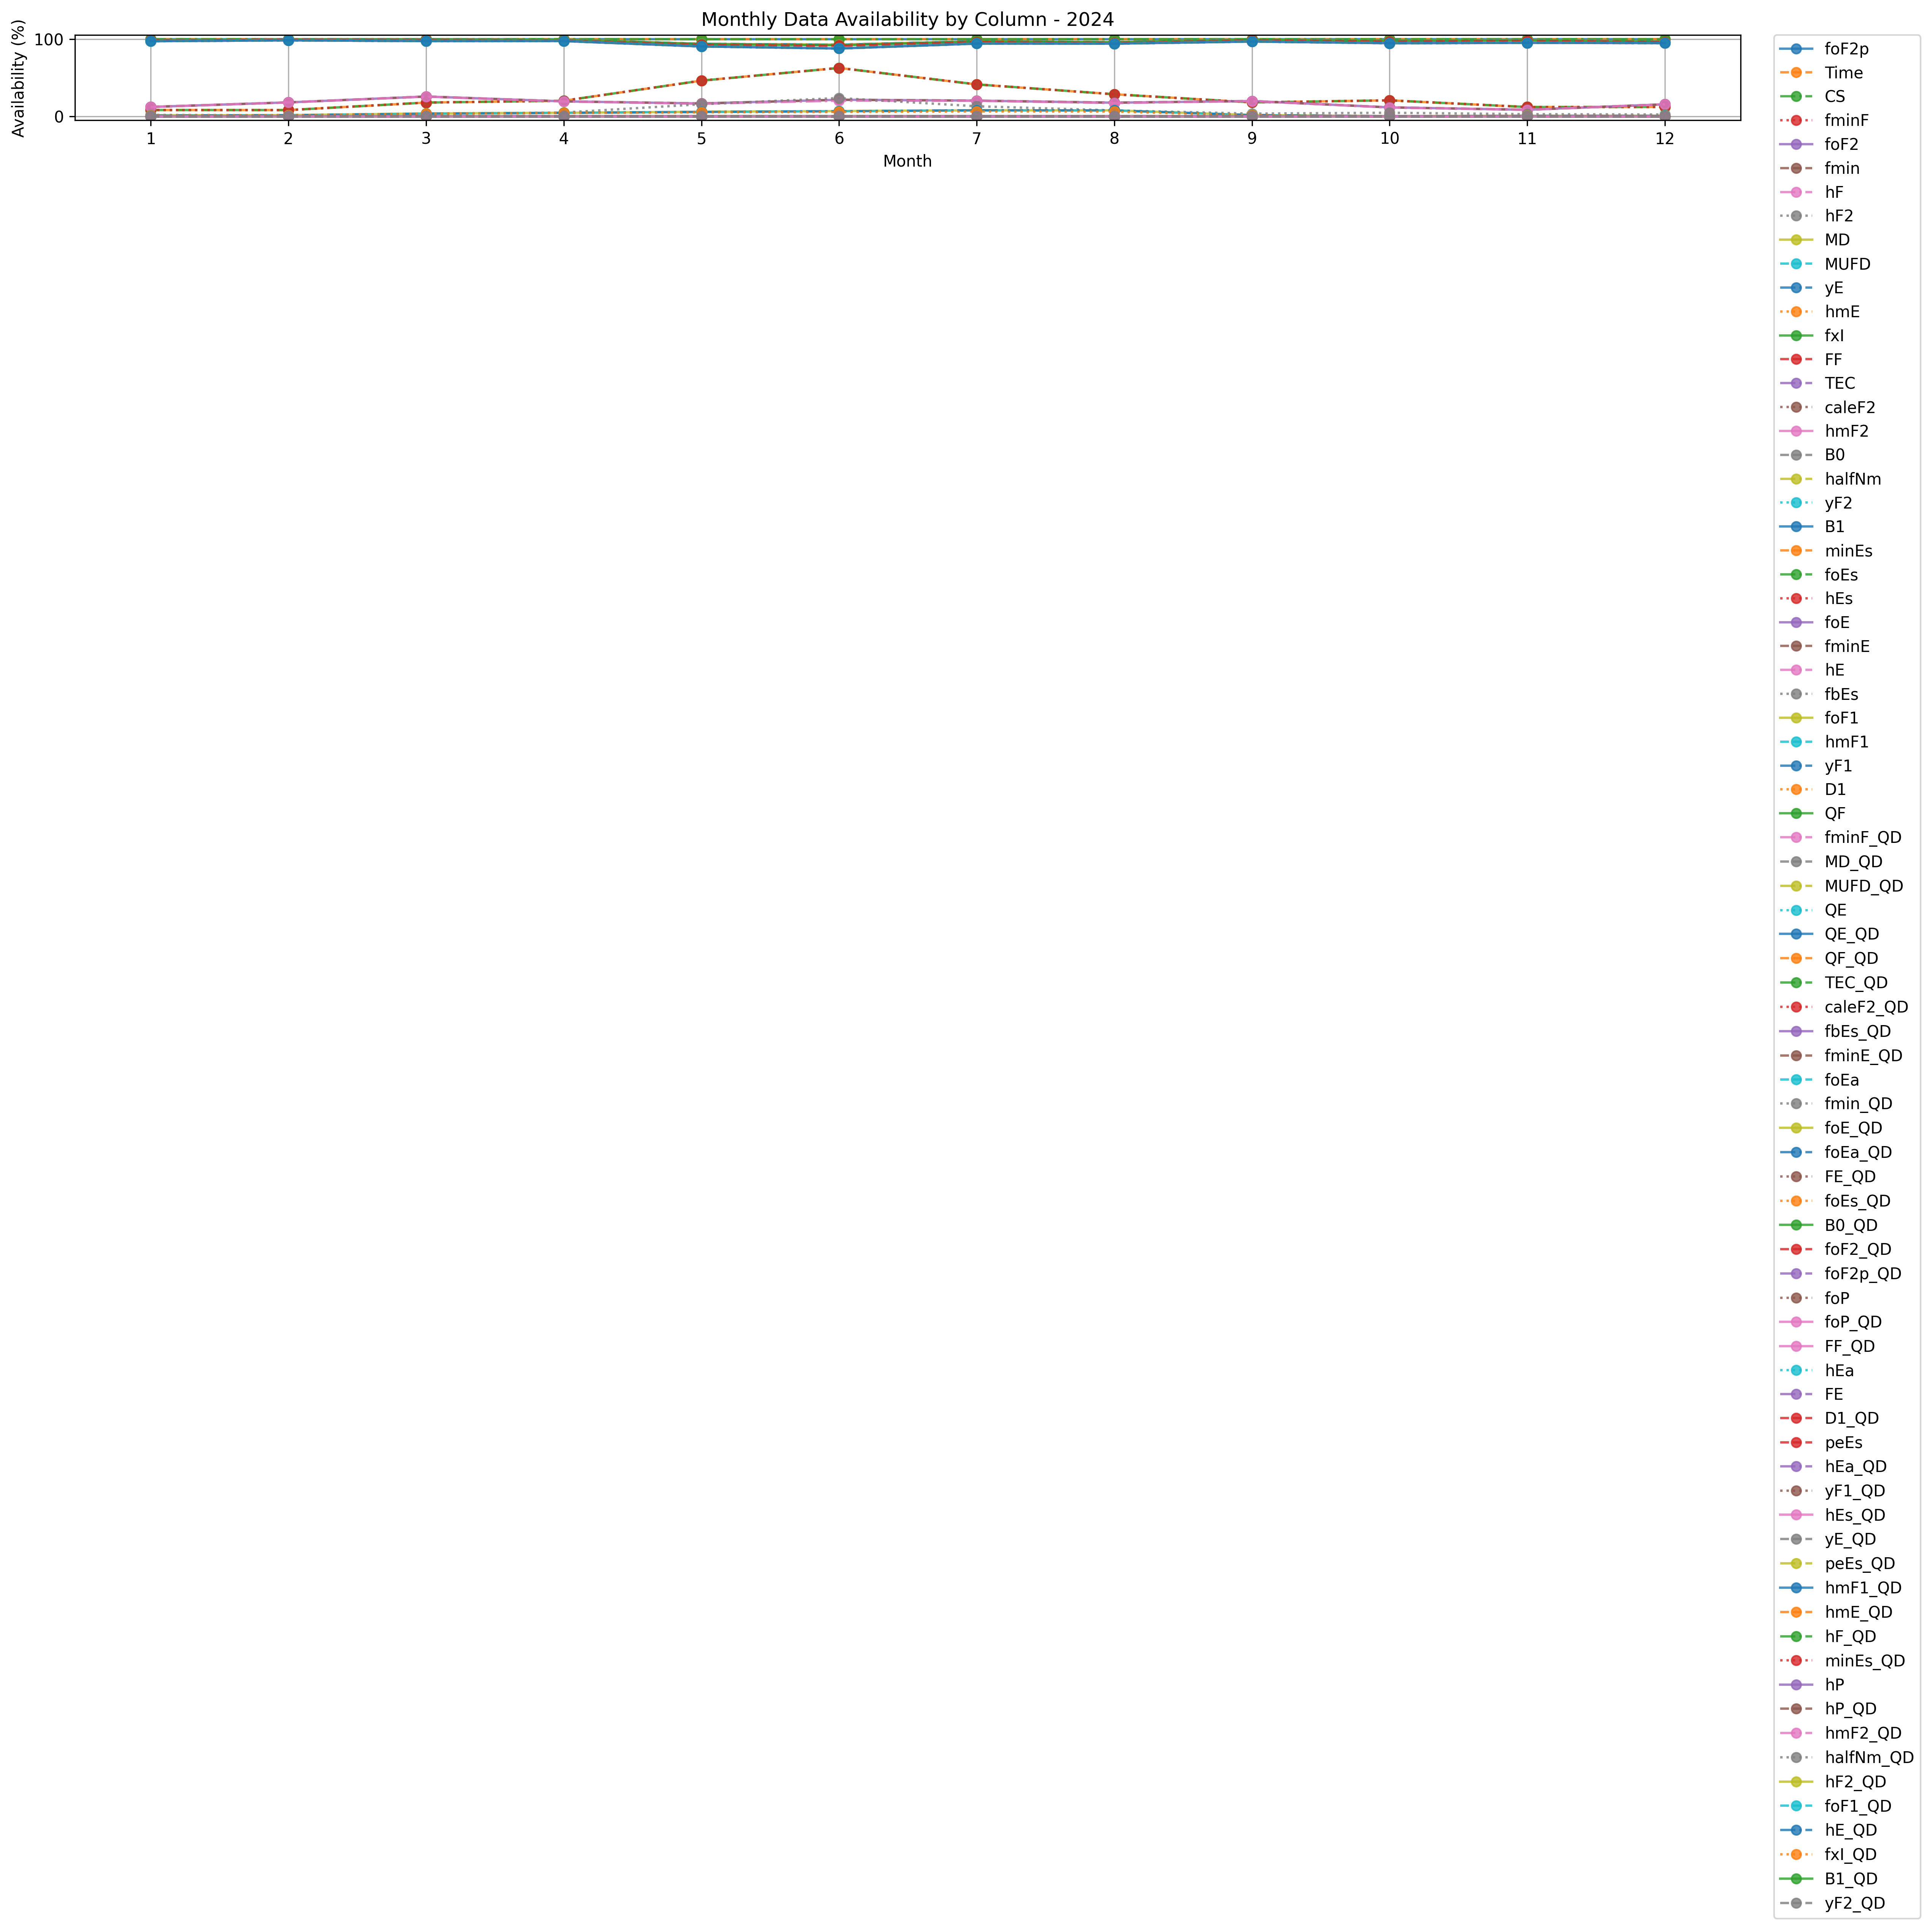 Monthly Data Availability by Column - 2024
Availability (%)
100
0
1 2 3 4 5 6 7 8 9 10 11 12
Month
foF2p
Time
CS
fminF
foF2
fmin
hF
hF2
MD
MUFD
yE
hmE
fxI
FF
TEC
caleF2
hmF2
B0
halfNm
yF2
B1
minEs
foEs
hEs
foE
fminE
hE
fbEs
foF1
hmF1
yF1
D1
QF
fminF_QD
MD_QD
MUFD_QD
QE
QE_QD
QF_QD
TEC_QD
caleF2_QD
fbEs_QD
fminE_QD
foEa
fmin_QD
foE_QD
foEa_QD
FE_QD
foEs_QD
B0_QD
foF2_QD
foF2p_QD
foP
foP_QD
FF_QD
hEa
FE
D1_QD
peEs
hEa_QD
yF1_QD
hEs_QD
yE_QD
peEs_QD
hmF1_QD
hmE_QD
hF_QD
minEs_QD
hP
hP_QD
hmF2_QD
halfNm_QD
hF2_QD
foF1_QD
hE_QD
fxI_QD
B1_QD
yF2_QD